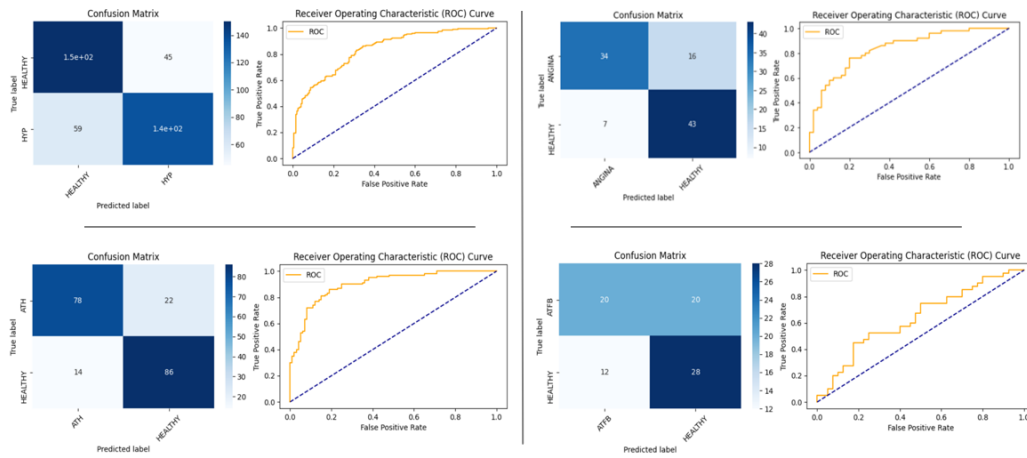 Confusion Matrix
HEALTHY
HYP
True label
1.5e+02
45
59
1.4e+02
HEALTHY
HYP
Predicted label
140
120
100
80
60
Receiver Operating Characteristic (ROC) Curve
ROC
True Positive Rate
1.0
0.8
0.6
0.4
0.2
0.0
0.0 0.2 0.4 0.6 0.8 1.0
False Positive Rate
Confusion Matrix
ANGINA
HEALTHY
True label
34
16
7
43
ANGINA
HEALTHY
Predicted label
40
35
30
25
20
15
10
Receiver Operating Characteristic (ROC) Curve
ROC
True Positive Rate
1.0
0.8
0.6
0.4
0.2
0.0
0.0 0.2 0.4 0.6 0.8 1.0
False Positive Rate
Confusion Matrix
ATH
HEALTHY
True label
78
22
14
86
ATH
HEALTHY
Predicted label
80
70
60
50
40
30
20
Receiver Operating Characteristic (ROC) Curve
ROC
True Positive Rate
1.0
0.8
0.6
0.4
0.2
0.0
0.0 0.2 0.4 0.6 0.8 1.0
False Positive Rate
Confusion Matrix
ATFB
HEALTHY
True label
20
20
12
28
ATFB
HEALTHY
Predicted label
28
26
24
22
20
18
16
14
12
Receiver Operating Characteristic (ROC) Curve
ROC
True Positive Rate
1.0
0.8
0.6
0.4
0.2
0.0
0.0 0.2 0.4 0.6 0.8 1.0
False Positive Rate